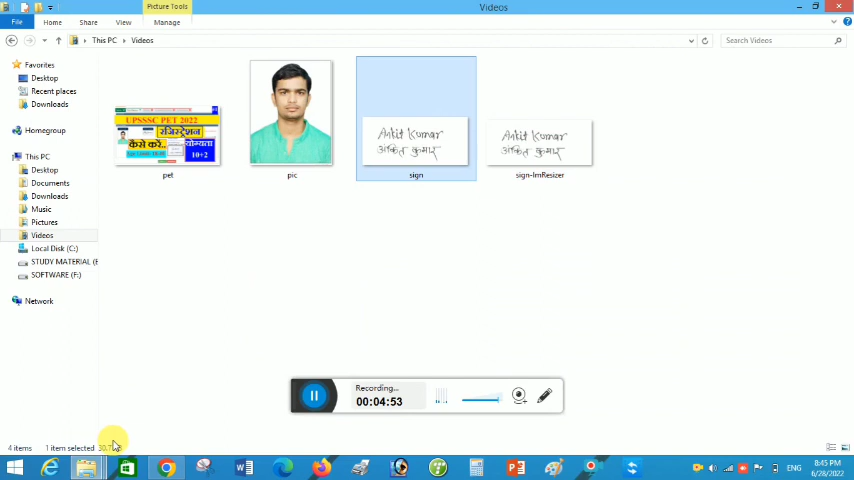 Picture Tools
Videos
File
Home
Share
View
Manage
This PC
Videos
Search Videos
Favorites
Desktop
Recent places
Downloads
Homegroup
This PC
Desktop
Documents
Downloads
Music
Pictures
Videos
Local Disk (C:)
STUDY MATERIAL (E
SOFTWARE (F:)
Network
UPSSSC PET 2022
रजिस्ट्रेशन
कैसे करें..
योग्यता
10+2
pet
pic
Ankit Kumar
अंकित कुमार
sign
Ankit Kumar
अंकित कुमार
sign-ImResizer
Recording...
00:04:53
4 items
1 item selected
ENG
8:45 PM
6/28/2022